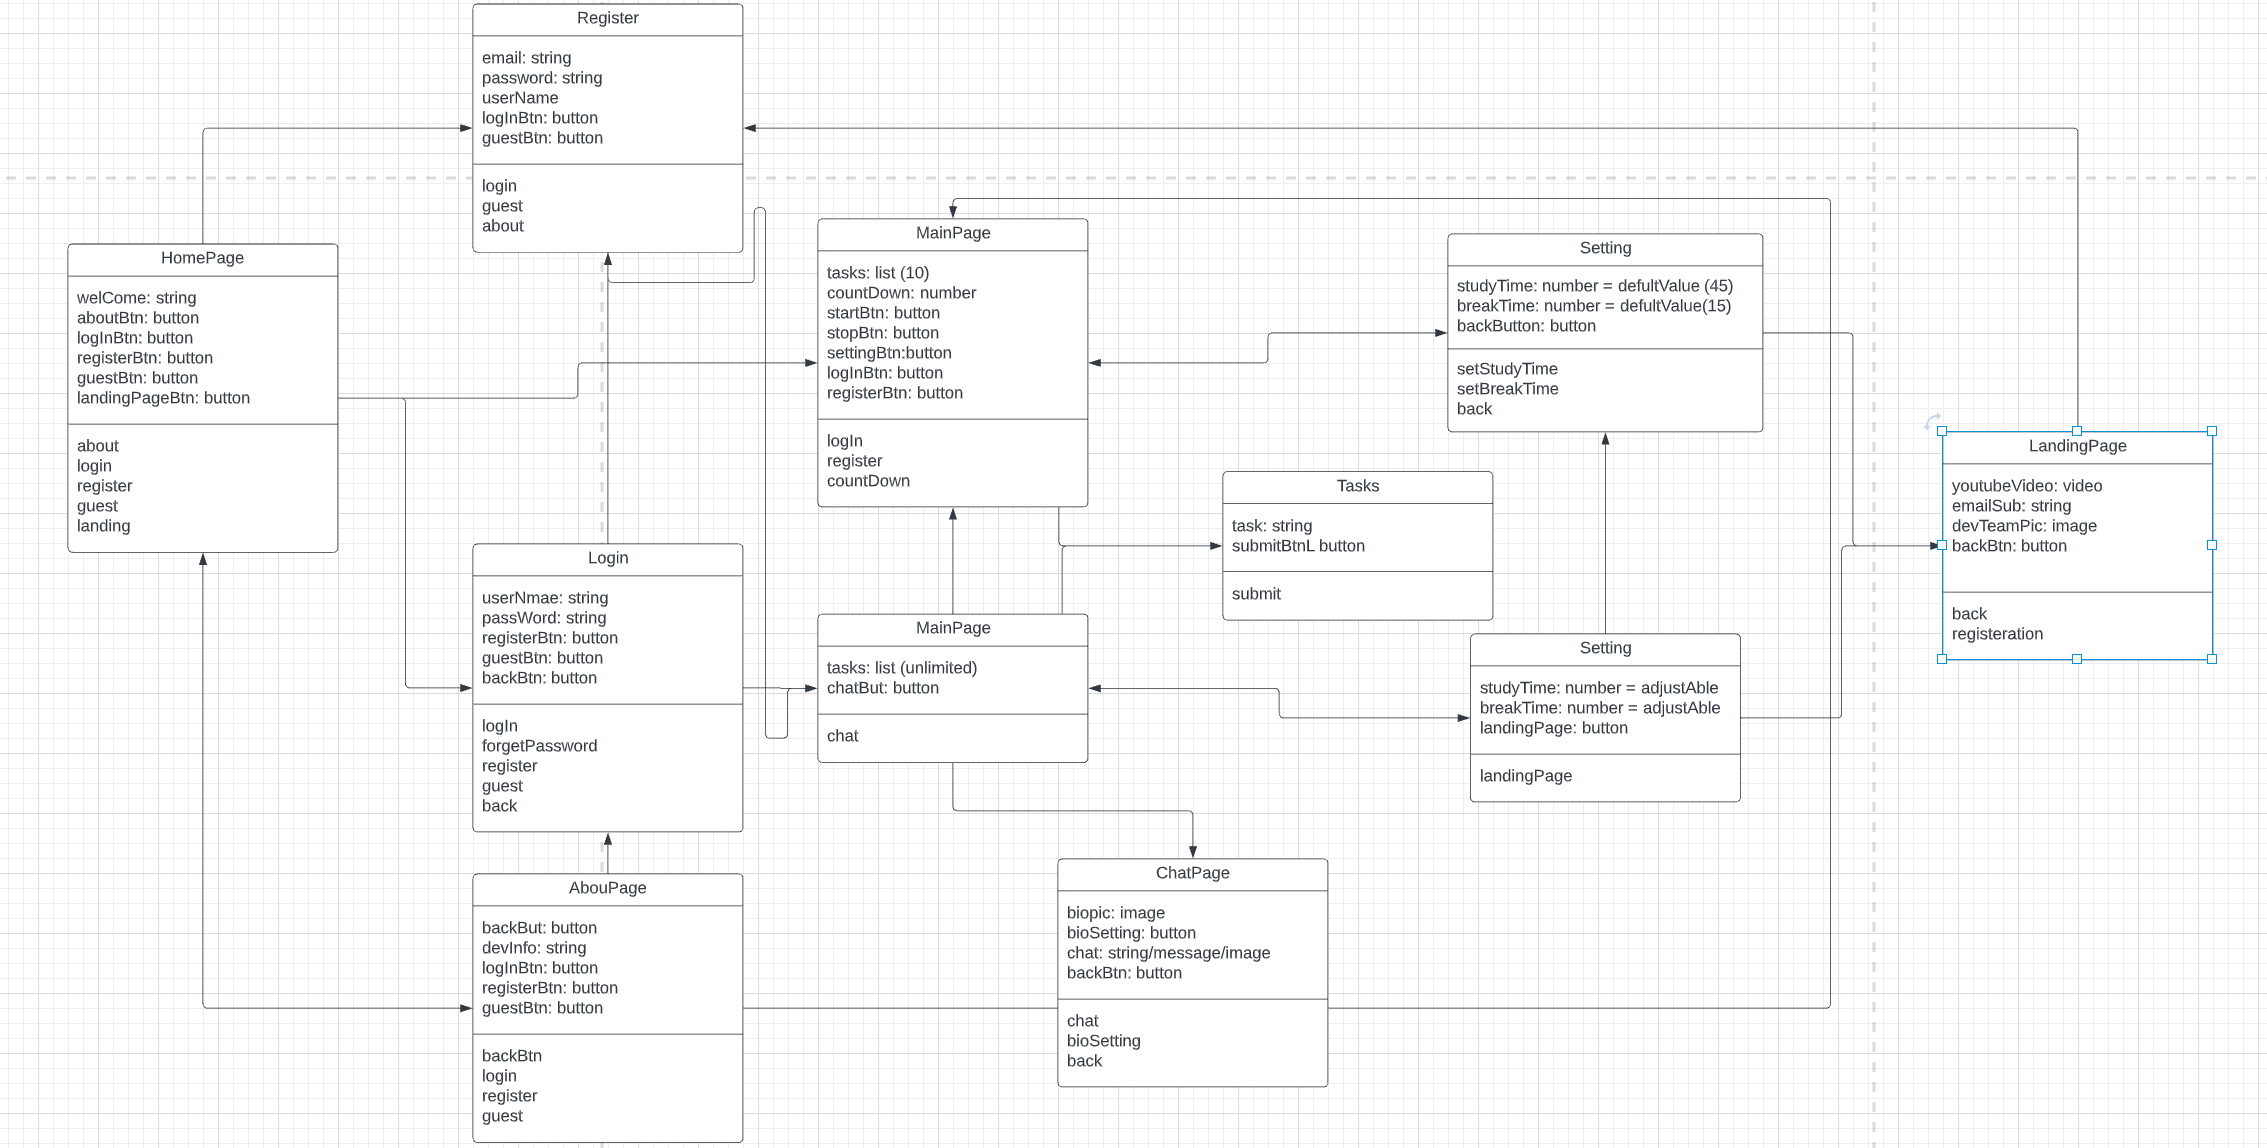 Register
email: string
password: string
userName
logInBtn: button
guestBtn: button
login
guest
about
HomePage
welCome: string
aboutBtn: button
logInBtn: button
registerBtn: button
guestBtn: button
landingPageBtn: button
about
login
register
guest
landing
MainPage
tasks: list (10)
countDown: number
startBtn: button
stopBtn: button
settingBtn:button
logInBtn: button
registerBtn: button
logIn
register
countDown
Setting
studyTime: number = defultValue (45)
breakTime: number = defultValue(15)
backButton: button
setStudyTime
setBreakTime
back
LandingPage
youtubeVideo: video
emailSub: string
devTeamPic: image
backBtn: button
back
registeration
Tasks
task: string
submitBtnL button
submit
Login
userNmae: string
passWord: string
registerBtn: button
guestBtn: button
backBtn: button
logIn
forgetPassword
register
guest
back
MainPage
tasks: list (unlimited)
chatBut: button
chat
Setting
studyTime: number = adjustAble
breakTime: number = adjustAble
landingPage: button
landingPage
AbouPage
backBut: button
devInfo: string
logInBtn: button
registerBtn: button
guestBtn: button
backBtn
login
register
guest
ChatPage
biopic: image
bioSetting: button
chat: string/message/image
backBtn: button
chat
bioSetting
back